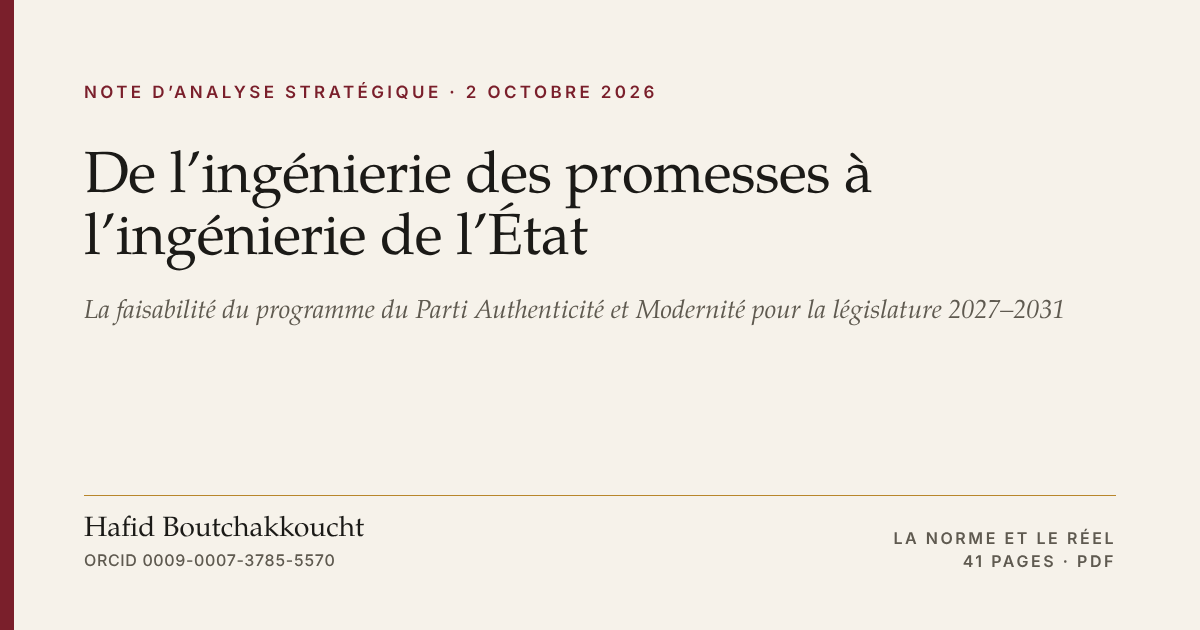 NOTE D’ANALYSE STRATÉGIQUE · 2 OCTOBRE 2026
De l’ingénierie des promesses à
l’ingénierie de l’État
La faisabilité du programme du Parti Authenticité et Modernité pour la législature 2027–2031
Hafid Boutchakkoucht
ORCID 0009-0007-3785-5570
LA NORME ET LE RÉEL
41 PAGES · PDF